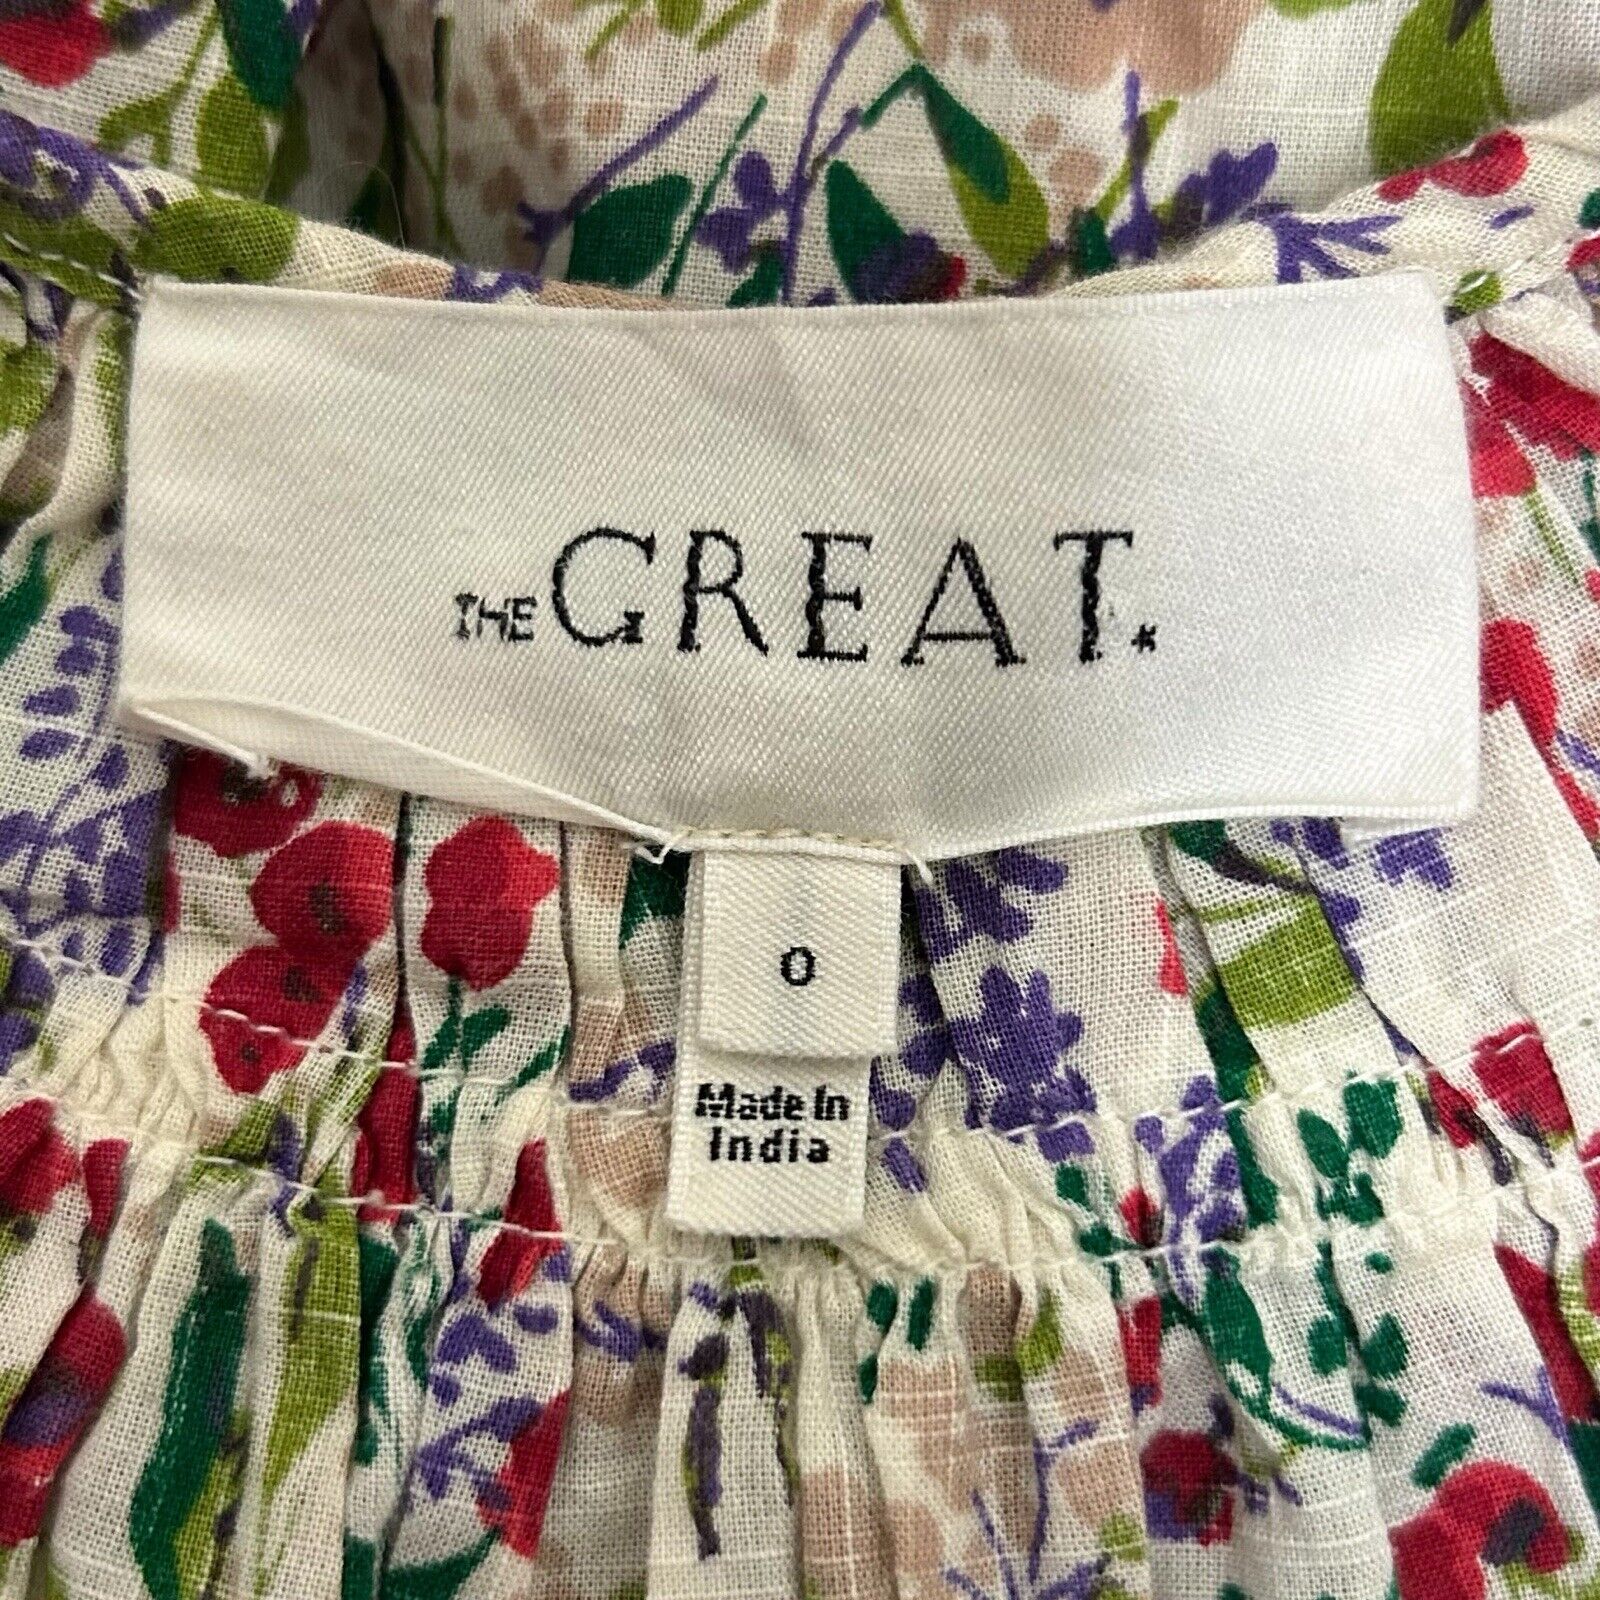 THE GREAT.*
0
Made In
India